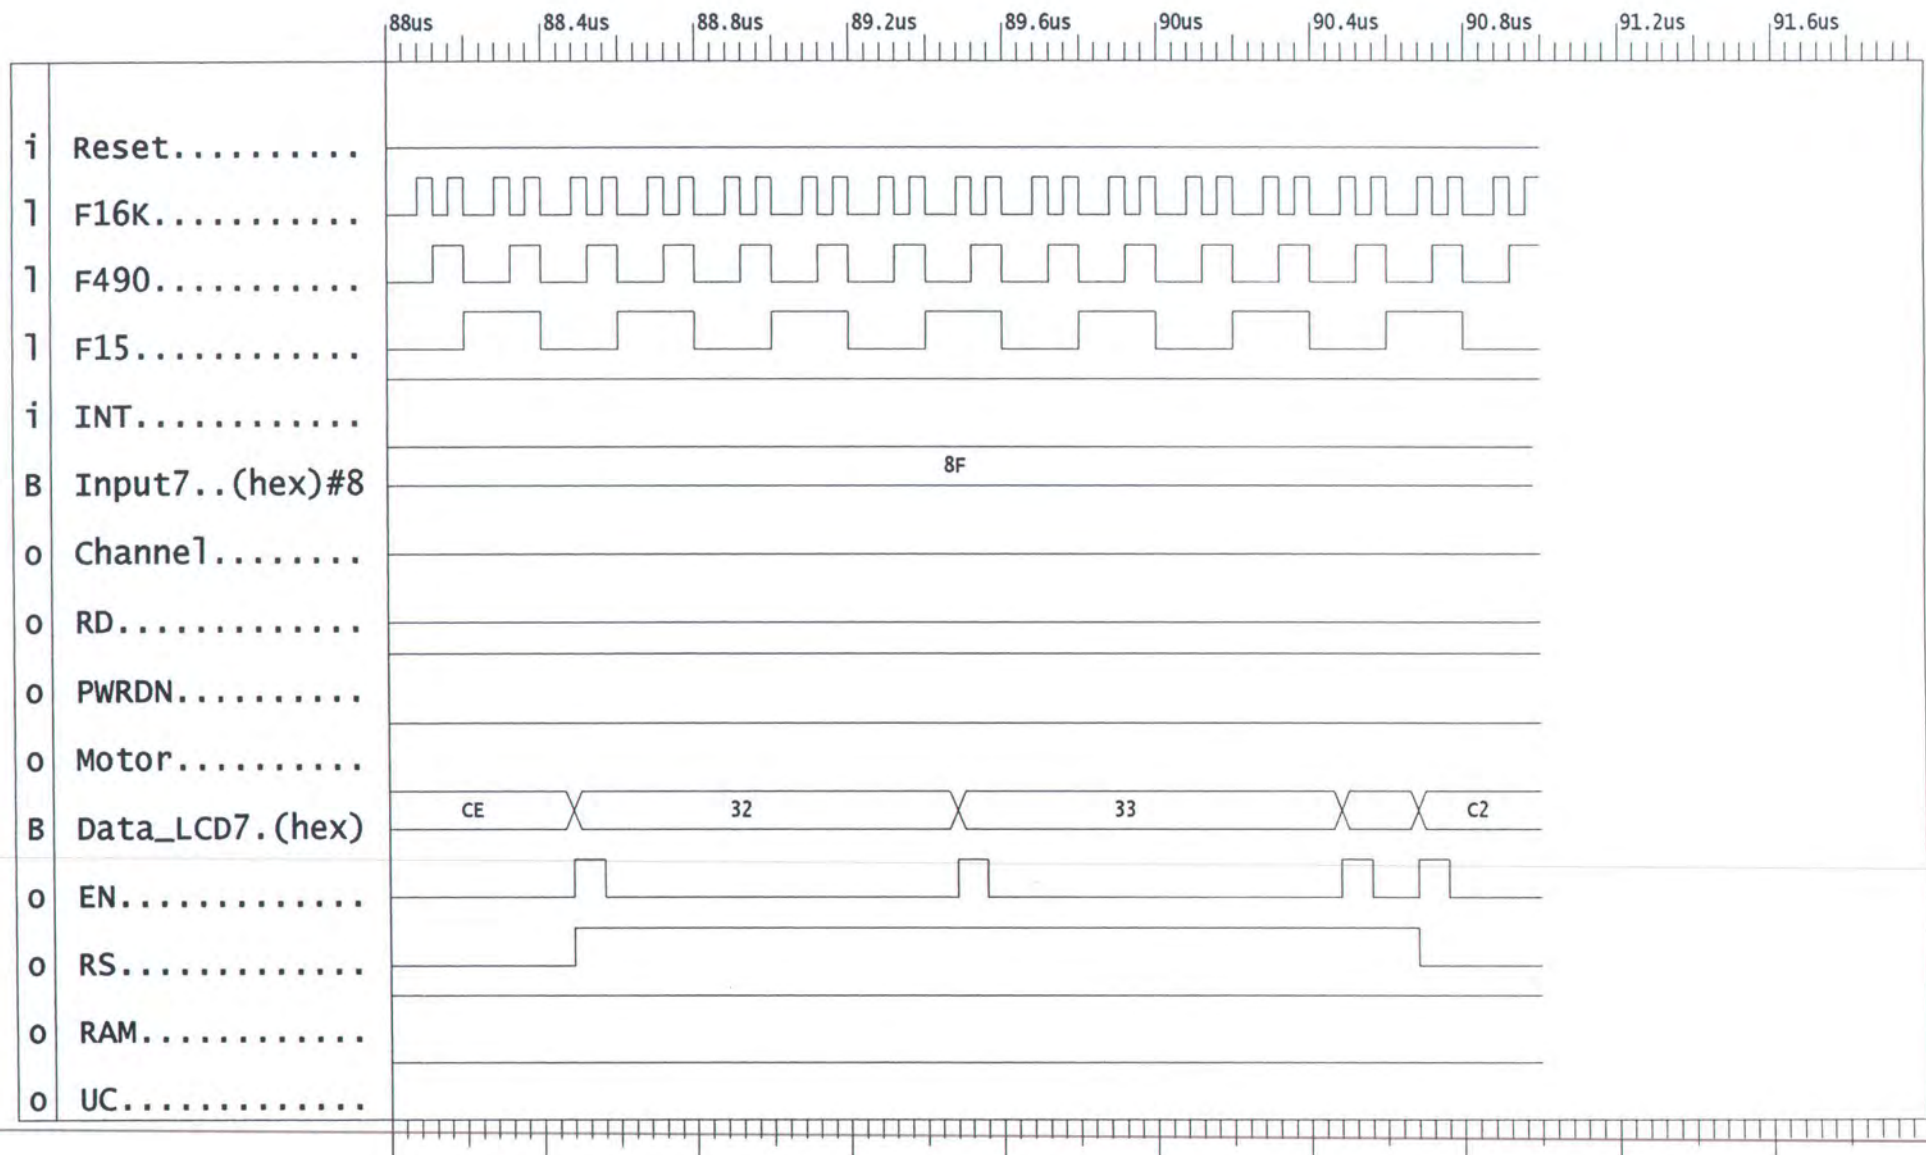 88us 88.4us 88.8us 89.2us 89.6us 90us 90.4us 90.8us 91.2us 91.6us
i Reset..........
l F16K...........
l F490...........
l F15............
i INT............
B Input7..(hex)#8 8F
o Channel........
o RD.............
o PWRDN..........
o Motor..........
B Data_LCD7.(hex) CE 32 33 C2
o EN.............
o RS.............
o RAM............
o UC.............